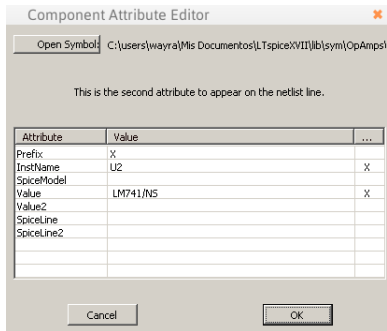 Component Attribute Editor
Open Symbol: C:\users\wayra\Mis Documentos\LTspiceXVII\lib\sym\OpAmps\
This is the second attribute to appear on the netlist line.
Attribute Value ...
Prefix X
InstName U2 X
SpiceModel
Value LM741/NS X
Value2
SpiceLine
SpiceLine2
Cancel OK